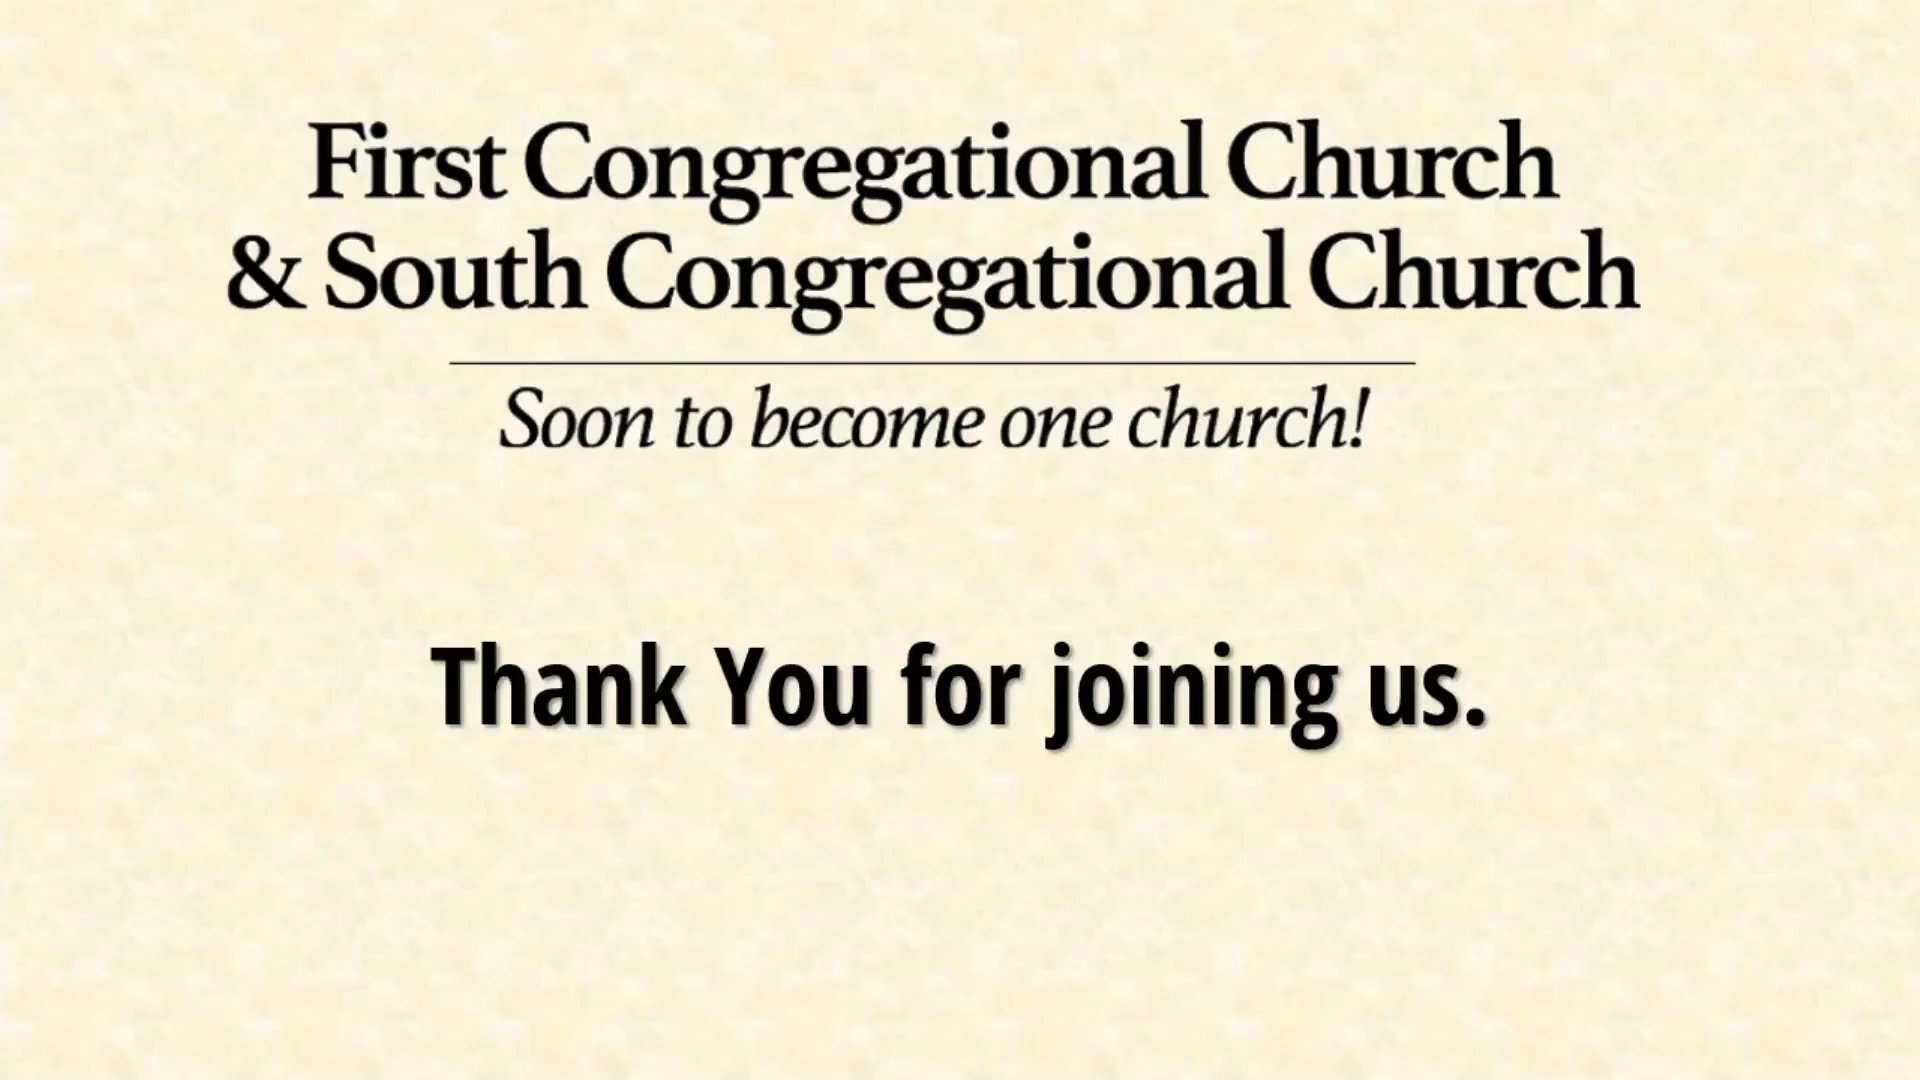 First Congregational Church
& South Congregational Church
Soon to become one church!
Thank You for joining us.